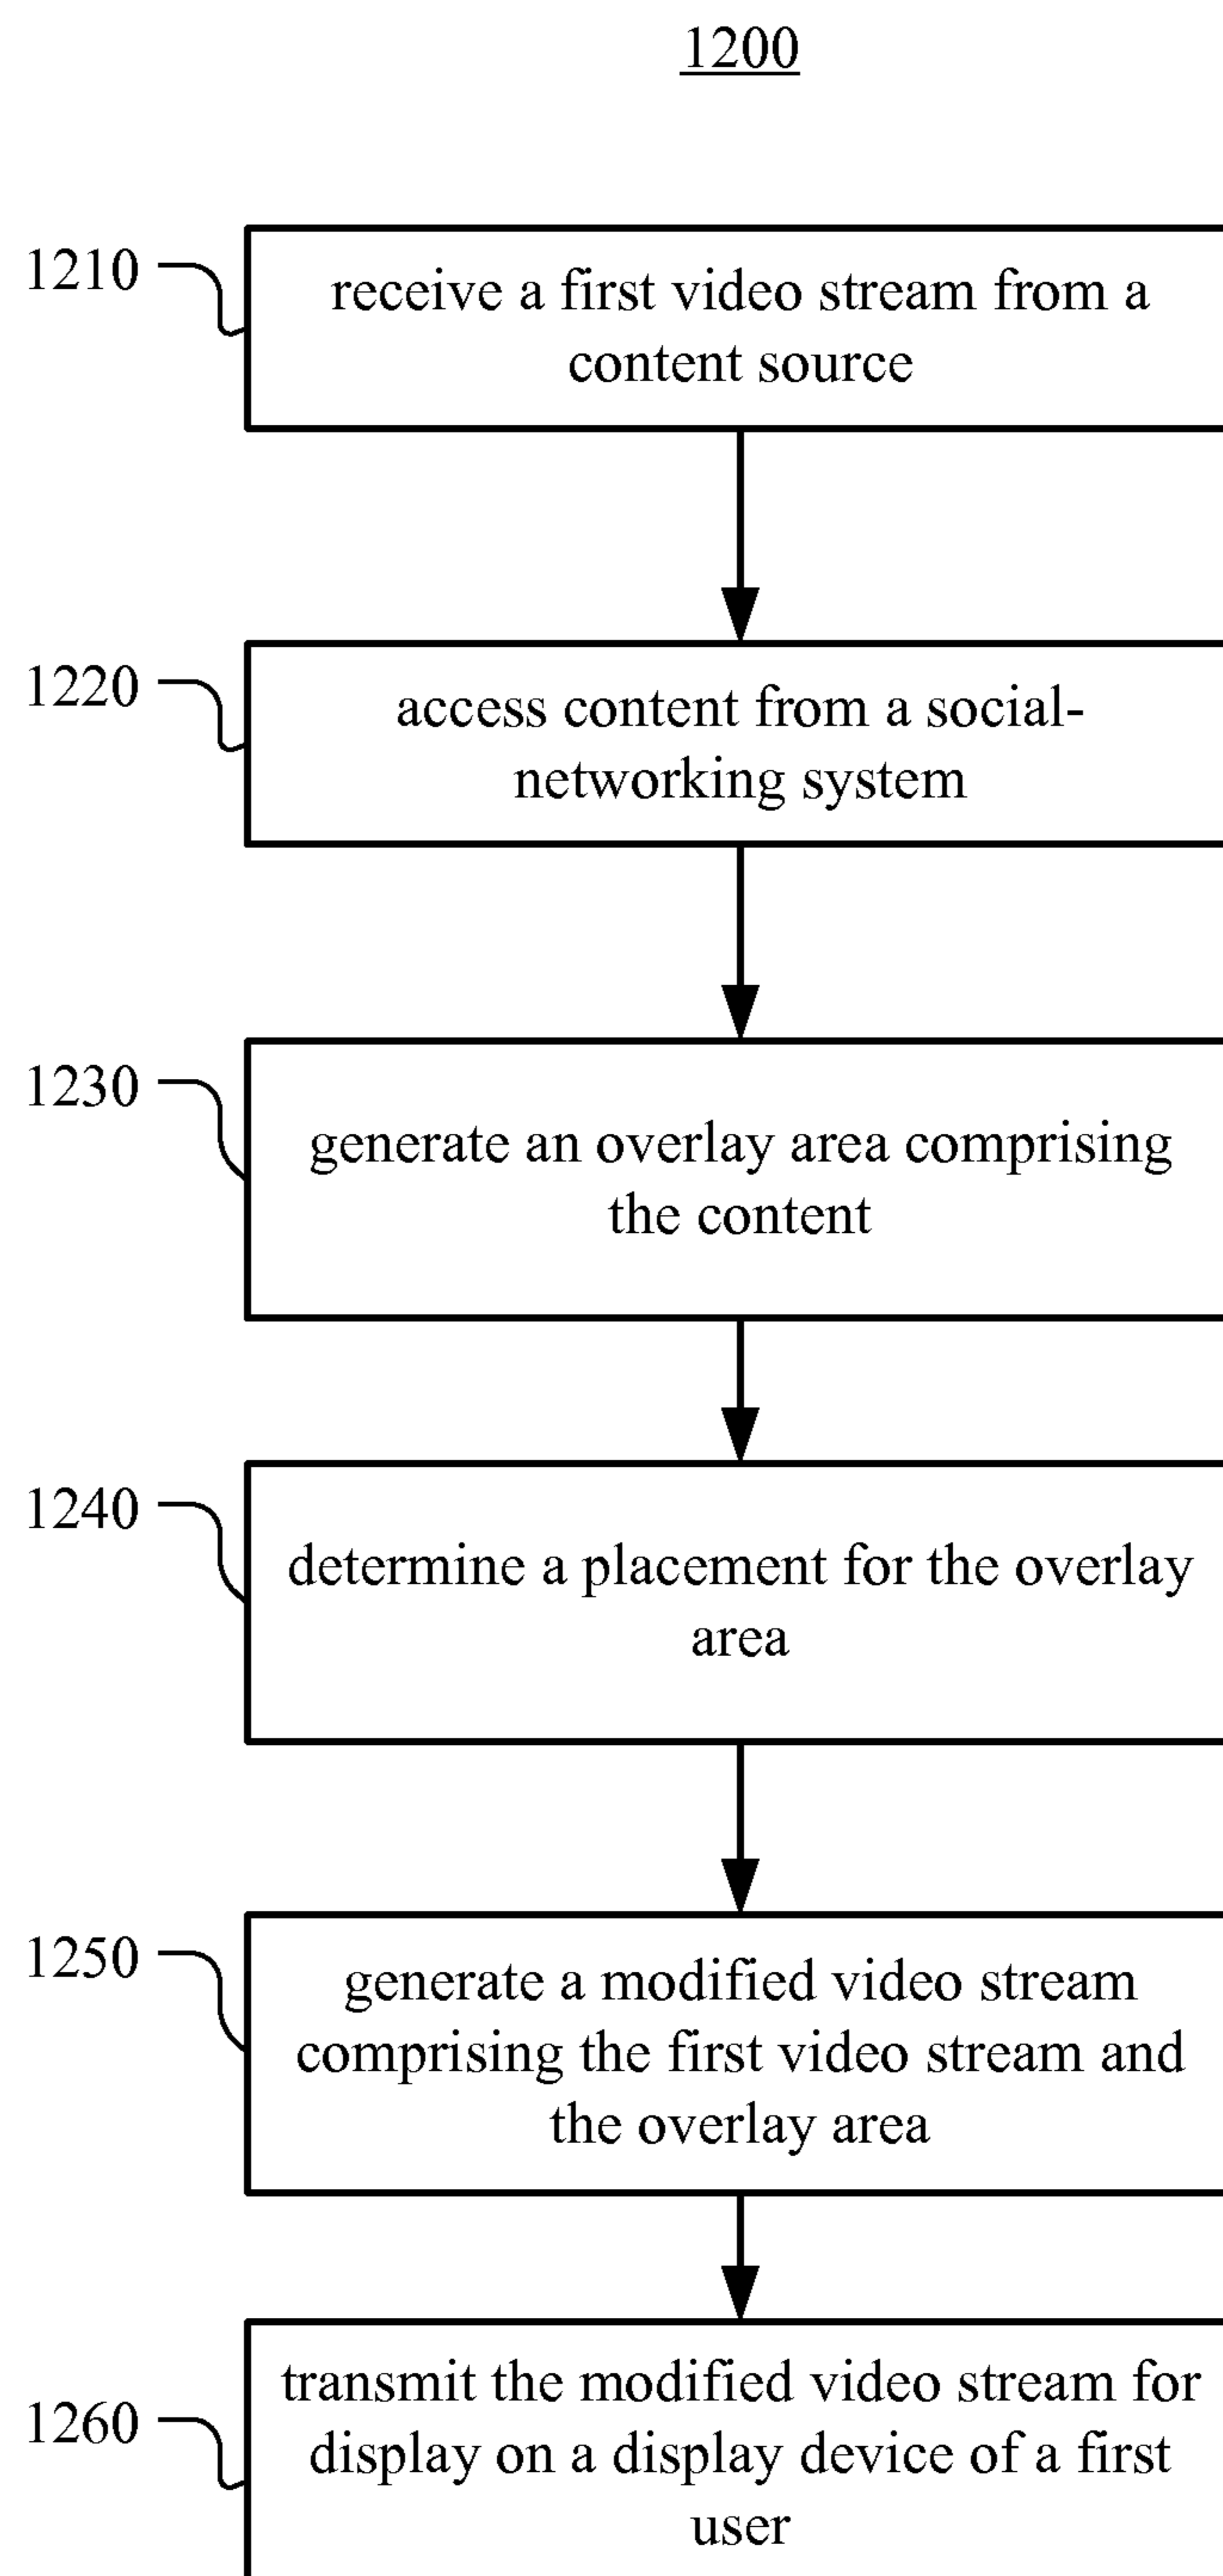 1200
1210
receive a first video stream from a
content source
1220
access content from a social-
networking system
1230
generate an overlay area comprising
the content
1240
determine a placement for the overlay
area
1250
generate a modified video stream
comprising the first video stream and
the overlay area
1260
transmit the modified video stream for
display on a display device of a first
user